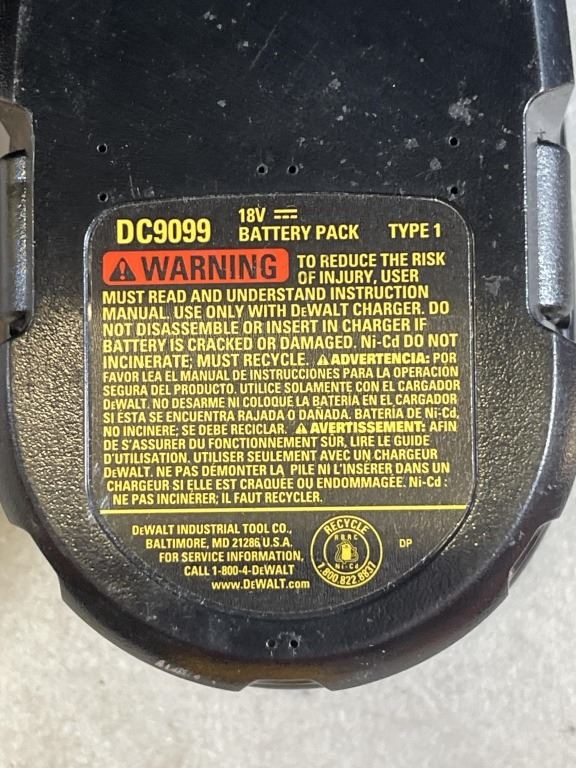 DC9099 18V BATTERY PACK TYPE 1
WARNING TO REDUCE THE RISK
OF INJURY, USER
MUST READ AND UNDERSTAND INSTRUCTION
MANUAL. USE ONLY WITH DEWALT CHARGER. DO
NOT DISASSEMBLE OR INSERT IN CHARGER IF
BATTERY IS CRACKED OR DAMAGED. Ni-Cd DO NOT
INCINERATE; MUST RECYCLE. ADVERTENCIA: POR
FAVOR LEA EL MANUAL DE INSTRUCCIONES PARA LA OPERACIÓN
SEGURA DEL PRODUCTO. UTILICE SOLAMENTE CON EL CARGADOR
DEWALT. NO DESARME NI COLOQUE LA BATERÍA EN EL CARGADOR
SI ÉSTA SE ENCUENTRA RAJADA O DAÑADA. BATERÍA DE Ni-Cd,
NO INCINERE; SE DEBE RECICLAR. AVERTISSEMENT: AFIN
DE S'ASSURER DU FONCTIONNEMENT SÛR, LIRE LE GUIDE
D'UTILISATION. UTILISER SEULEMENT AVEC UN CHARGEUR
DEWALT. NE PAS DÉMONTER LA PILE NI L'INSÉRER DANS UN
CHARGEUR SI ELLE EST CRAQUÉE OU ENDOMMAGÉE. Ni-Cd :
NE PAS INCINÉRER; IL FAUT RECYCLER.
DEWALT INDUSTRIAL TOOL CO.,
BALTIMORE, MD 21286, U.S.A.
FOR SERVICE INFORMATION,
CALL 1-800-4-DEWALT
www.DEWALT.com
RECYCLE
RBRC
Ni-Cd
1.800.822.8837
DP